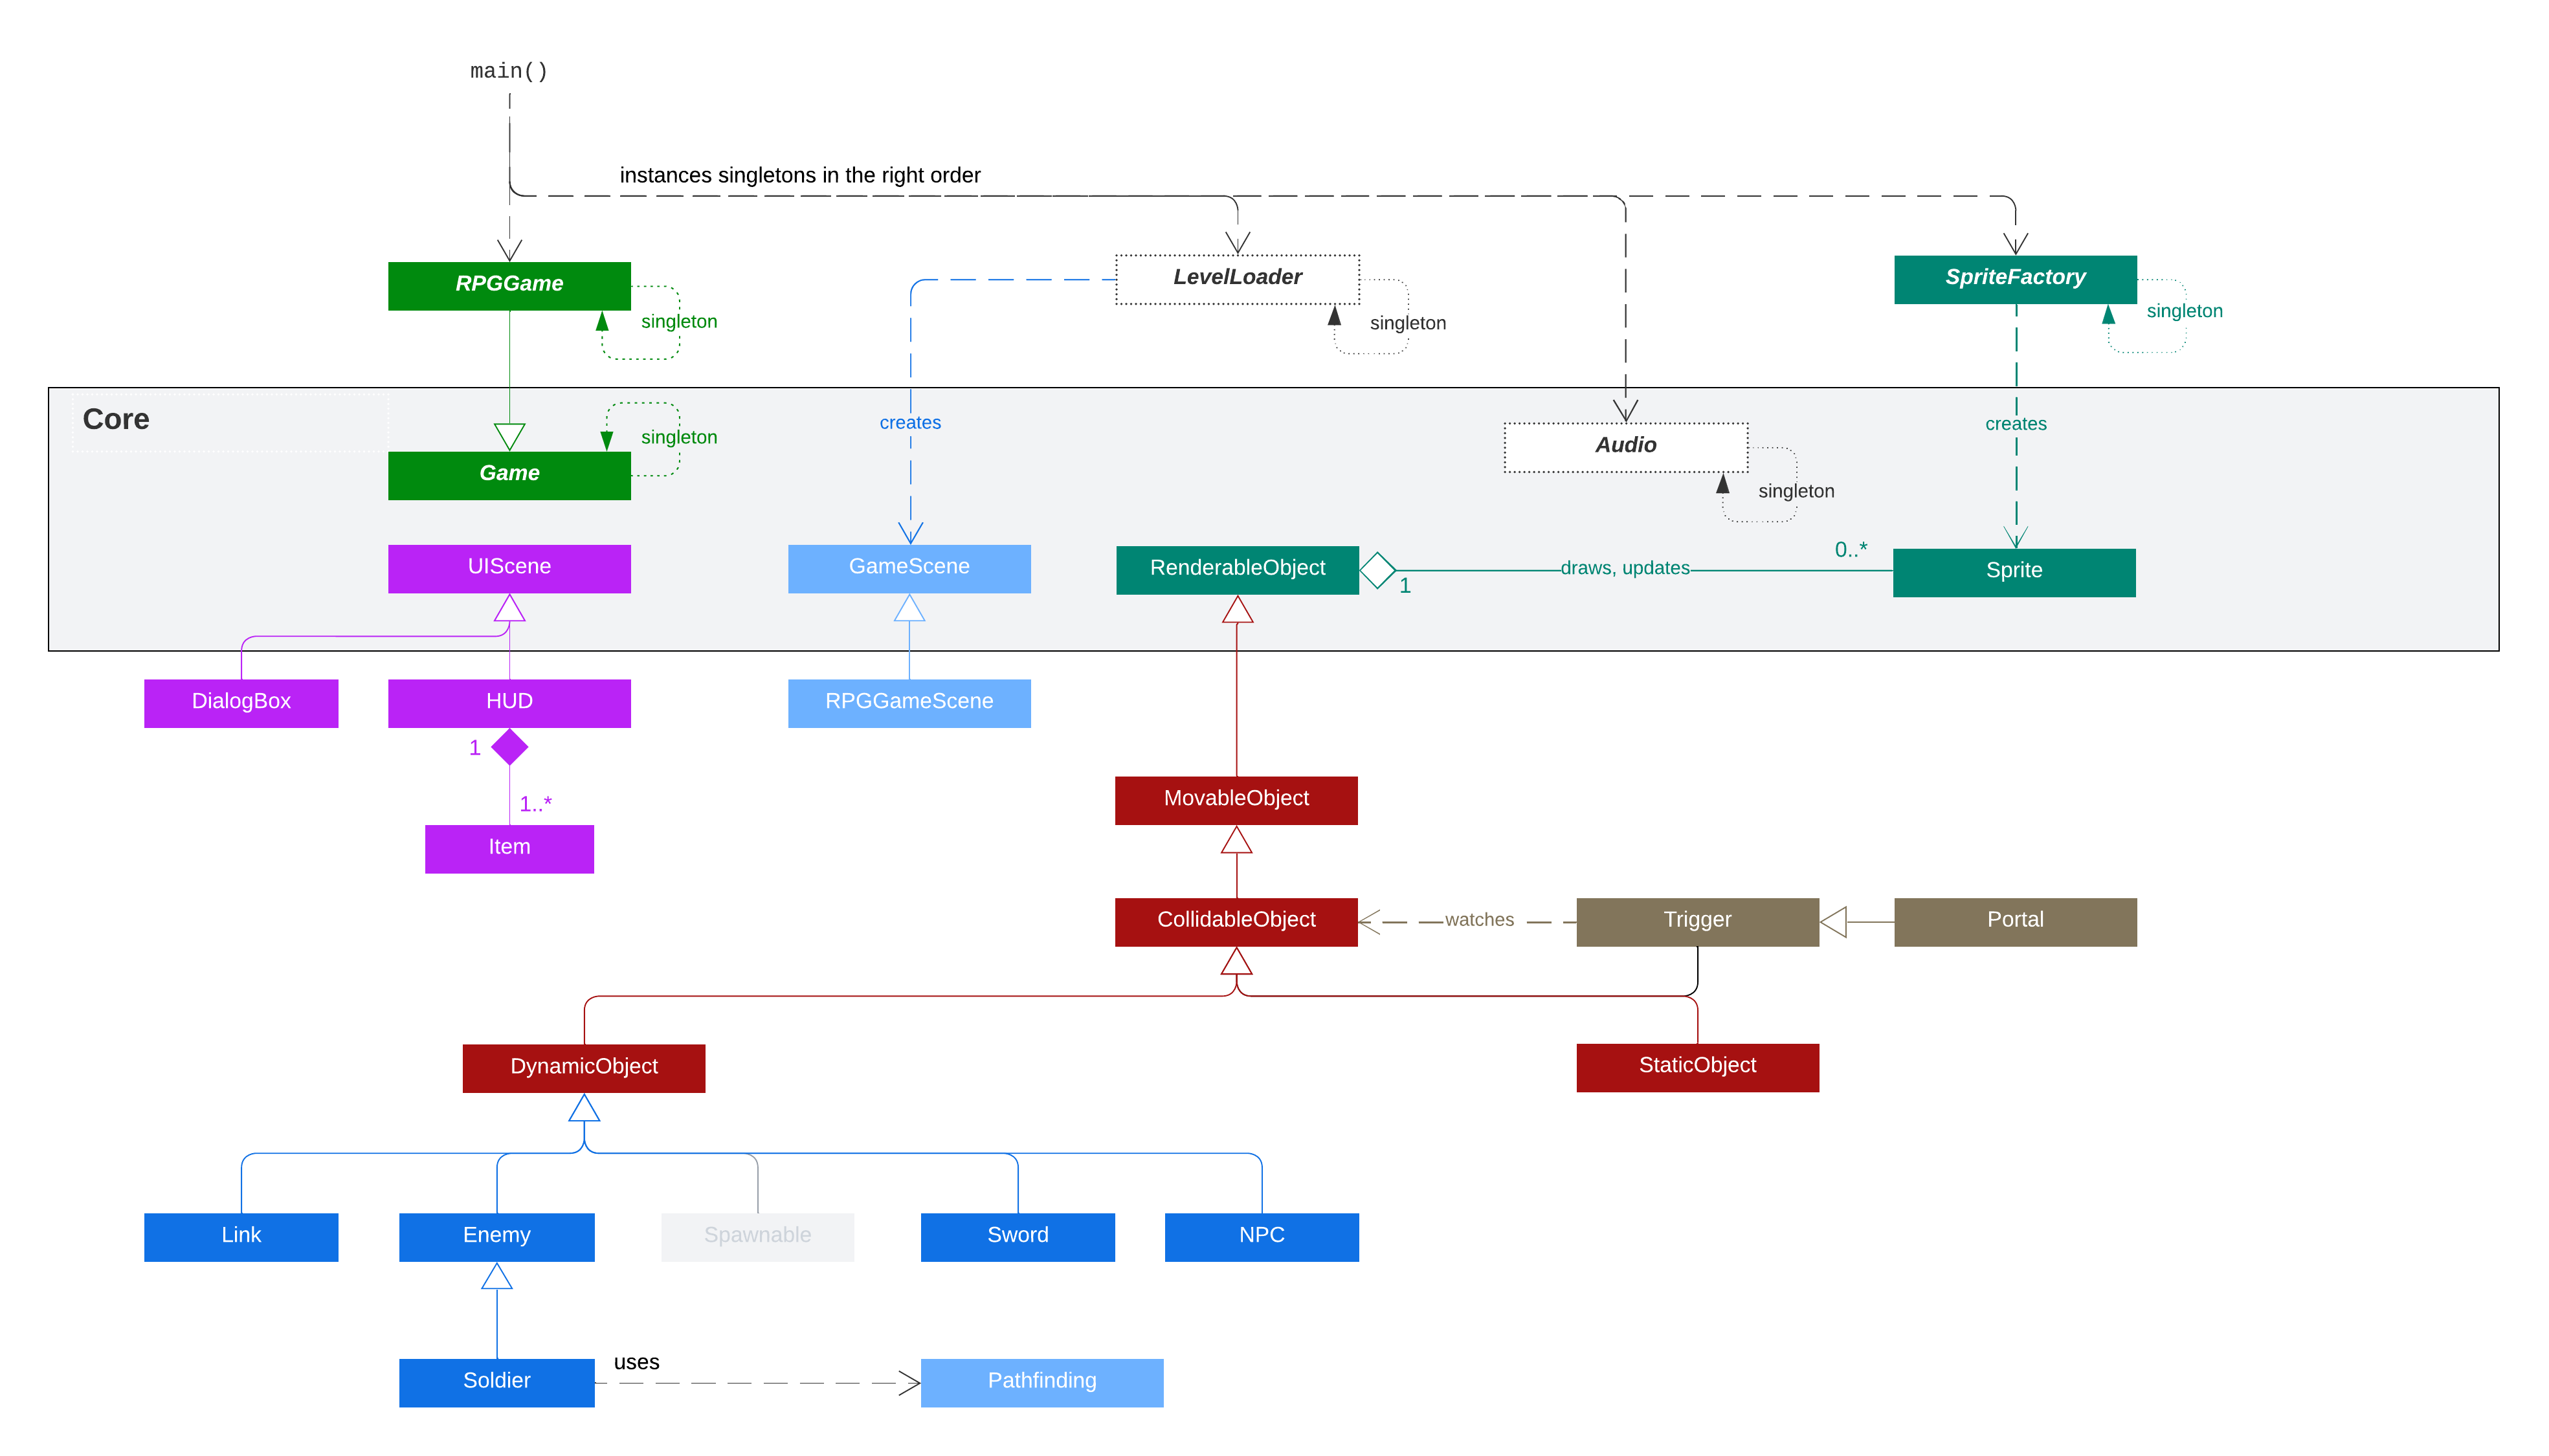 main()
instances singletons in the right order
RPGGame
singleton
LevelLoader
singleton
SpriteFactory
singleton
Core
creates
creates
singleton
Game
Audio
singleton
UIScene
GameScene
RenderableObject
1
draws, updates
0..*
Sprite
DialogBox
HUD
RPGGameScene
1
1..*
Item
MovableObject
CollidableObject
watches
Trigger
Portal
DynamicObject
StaticObject
Link
Enemy
Spawnable
Sword
NPC
Soldier
uses
Pathfinding